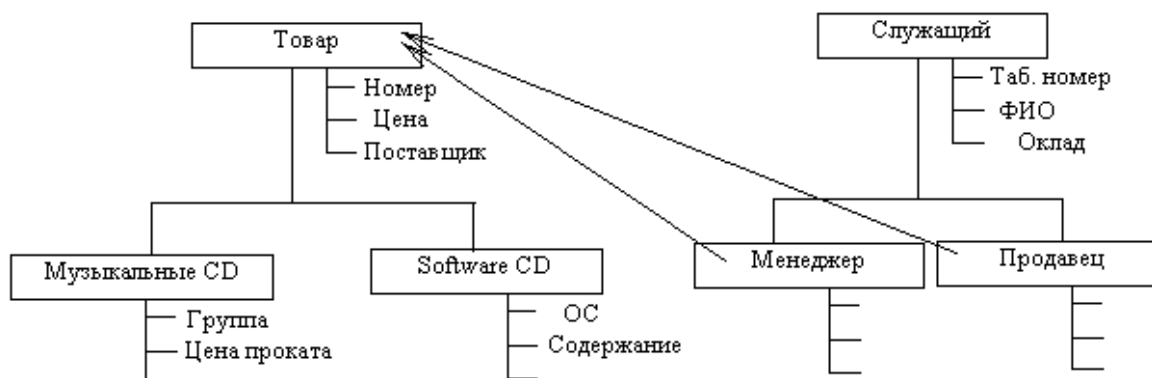 Товар
Служащий
Номер
Цена
Поставщик
Таб. номер
ФИО
Оклад
Музыкальные CD
Software CD
Менеджер
Продавец
Группа
Цена проката
ОС
Содержание